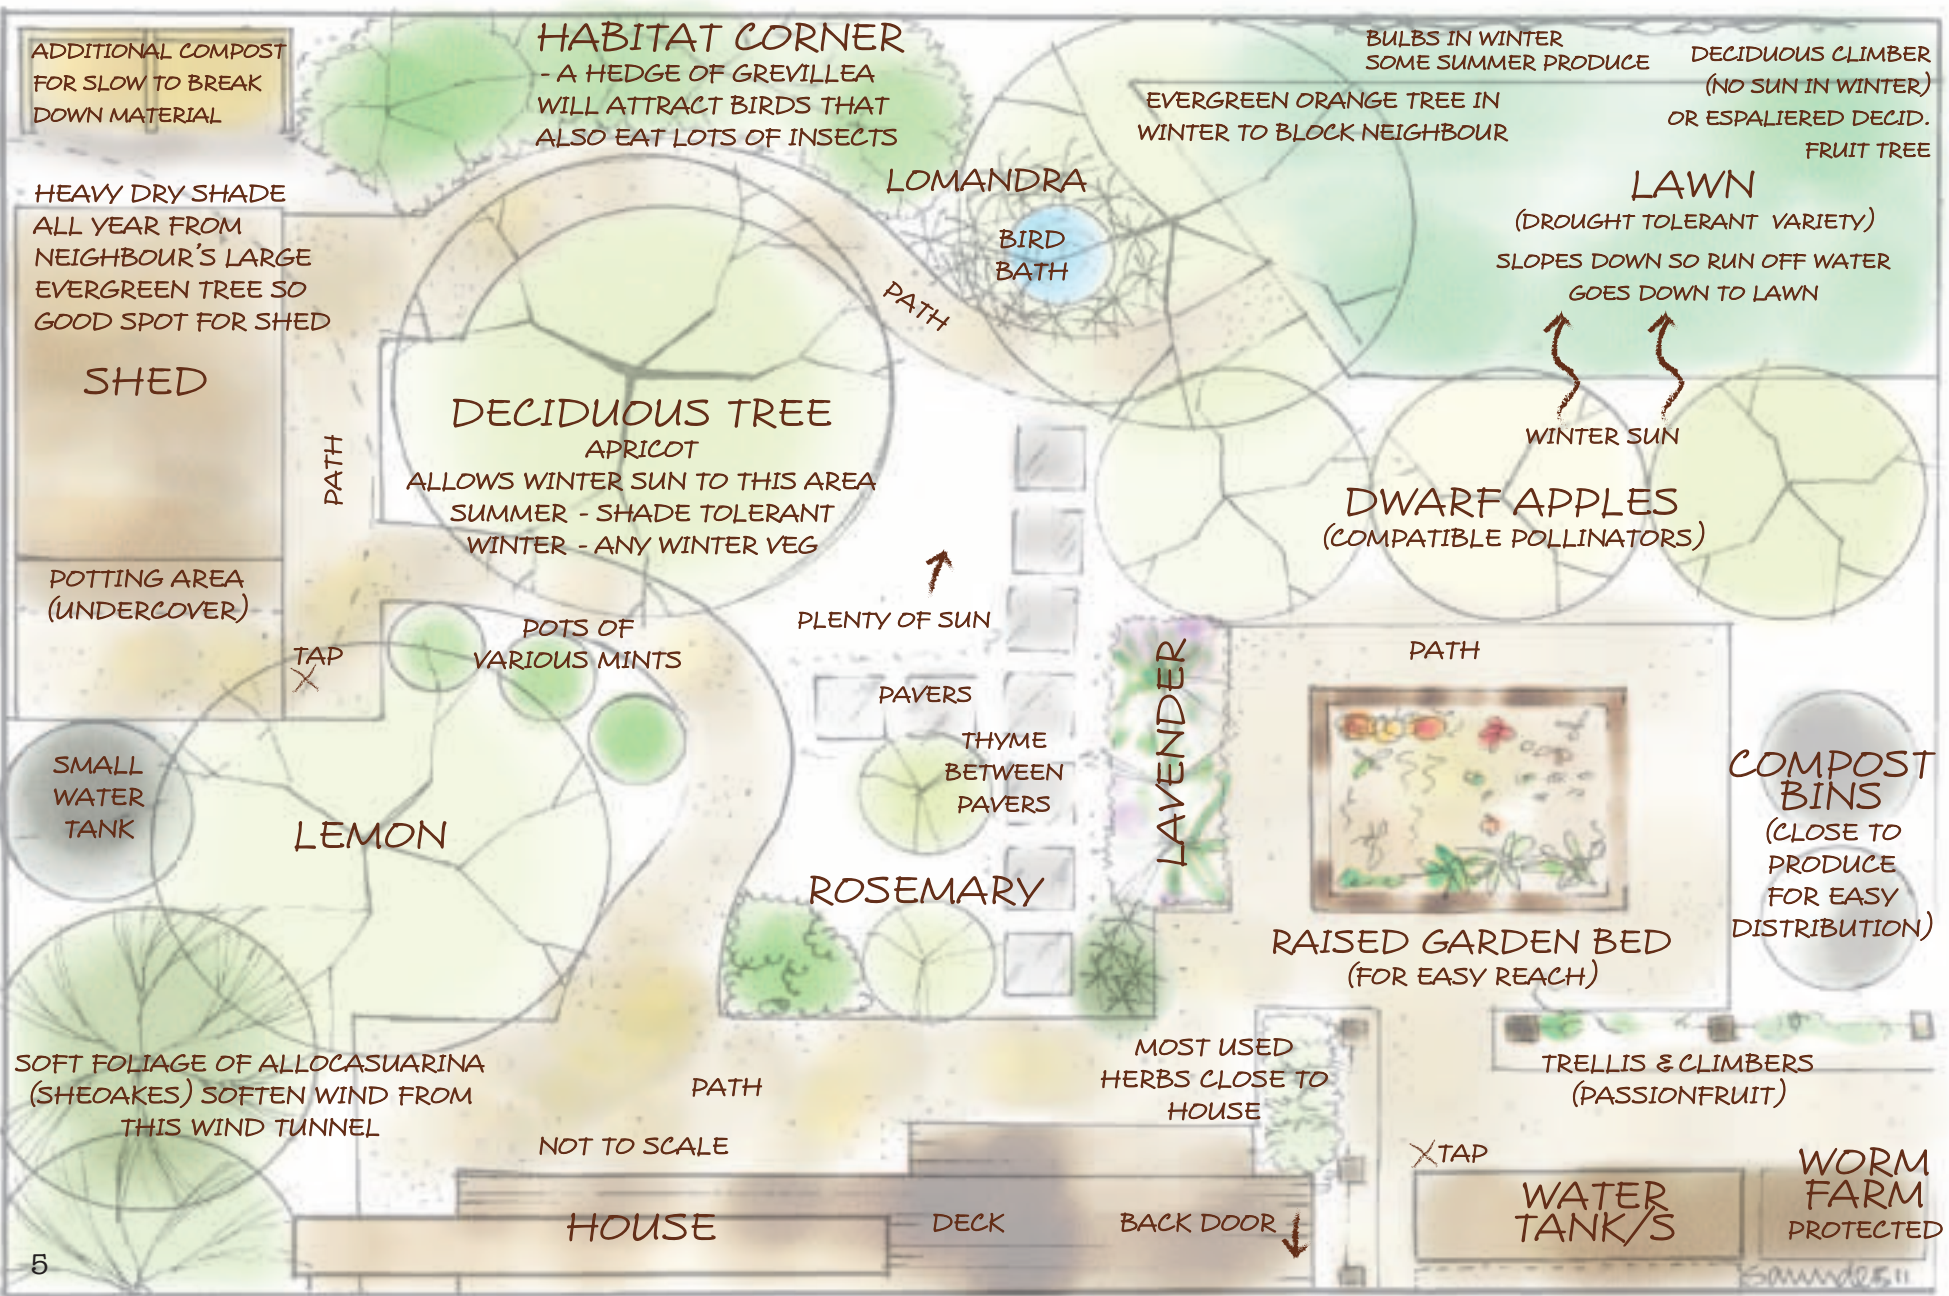 ADDITIONAL COMPOST
FOR SLOW TO BREAK
DOWN MATERIAL
HABITAT CORNER
- A HEDGE OF GREVILLEA
WILL ATTRACT BIRDS THAT
ALSO EAT LOTS OF INSECTS
BULBS IN WINTER
SOME SUMMER PRODUCE
DECIDUOUS CLIMBER
(NO SUN IN WINTER)
OR ESPALIERED DECID.
FRUIT TREE
EVERGREEN ORANGE TREE IN
WINTER TO BLOCK NEIGHBOUR
LOMANDRA
BIRD
BATH
LAWN
(DROUGHT TOLERANT VARIETY)
SLOPES DOWN SO RUN OFF WATER
GOES DOWN TO LAWN
HEAVY DRY SHADE
ALL YEAR FROM
NEIGHBOUR'S LARGE
EVERGREEN TREE SO
GOOD SPOT FOR SHED
SHED
PATH
PATH
DECIDUOUS TREE
APRICOT
ALLOWS WINTER SUN TO THIS AREA
SUMMER - SHADE TOLERANT
WINTER - ANY WINTER VEG
WINTER SUN
DWARF APPLES
(COMPATIBLE POLLINATORS)
POTTING AREA
(UNDERCOVER)
TAP
POTS OF
VARIOUS MINTS
PLENTY OF SUN
PAVERS
THYME
BETWEEN
PAVERS
LAVENDER
PATH
COMPOST
BINS
(CLOSE TO
PRODUCE
FOR EASY
DISTRIBUTION)
SMALL
WATER
TANK
LEMON
ROSEMARY
RAISED GARDEN BED
(FOR EASY REACH)
SOFT FOLIAGE OF ALLOCASUARINA
(SHEOAKES) SOFTEN WIND FROM
THIS WIND TUNNEL
PATH
NOT TO SCALE
MOST USED
HERBS CLOSE TO
HOUSE
TRELLIS & CLIMBERS
(PASSIONFRUIT)
TAP
WATER
TANK/S
WORM
FARM
PROTECTED
HOUSE
DECK
BACK DOOR
5